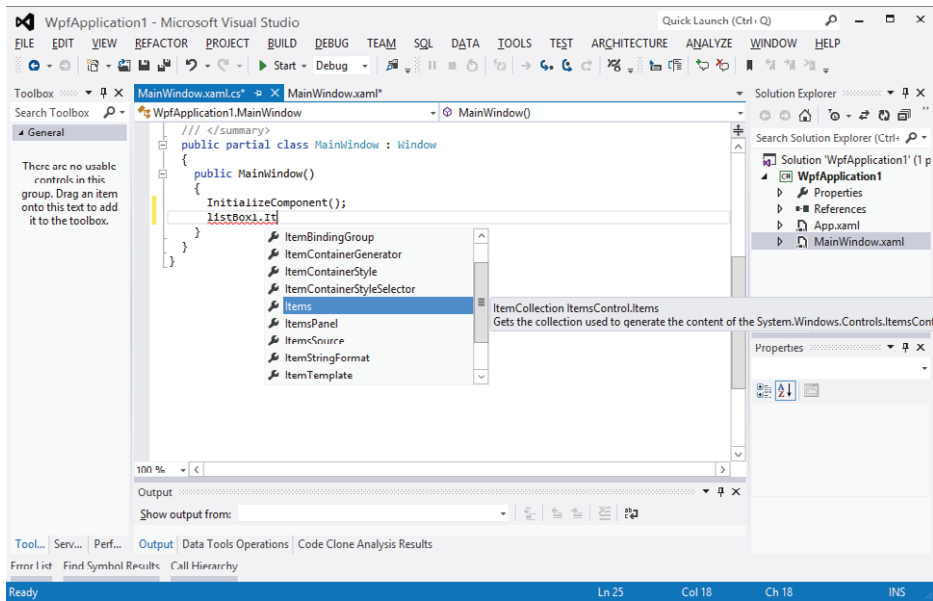 WpfApplication1 - Microsoft Visual Studio
Quick Launch (Ctrl+Q)
FILE EDIT VIEW REFACTOR PROJECT BUILD DEBUG TEAM SQL DATA TOOLS TEST ARCHITECTURE ANALYZE WINDOW HELP
Start Debug
Toolbox
Search Toolbox
General
There are no usable
controls in this
group. Drag an item
onto this text to add
it to the toolbox.
MainWindow.xaml.cs* MainWindow.xaml*
WpfApplication1.MainWindow MainWindow()
/// </summary>
public partial class MainWindow : Window
{
public MainWindow()
{
InitializeComponent();
listBox1.It
}
}
}
ItemBindingGroup
ItemContainerGenerator
ItemContainerStyle
ItemContainerStyleSelector
Items
ItemsPanel
ItemsSource
ItemStringFormat
ItemTemplate
ItemCollection ItemsControl.Items
Gets the collection used to generate the content of the System.Windows.Controls.ItemsCont
100 %
Output
Show output from:
Solution Explorer
Search Solution Explorer (Ctrl+
Solution 'WpfApplication1' (1 p
C# WpfApplication1
Properties
References
App.xaml
MainWindow.xaml
Properties
Tool... Serv... Perf... Output Data Tools Operations Code Clone Analysis Results
Error List Find Symbol Results Call Hierarchy
Ready Ln 25 Col 18 Ch 18 INS